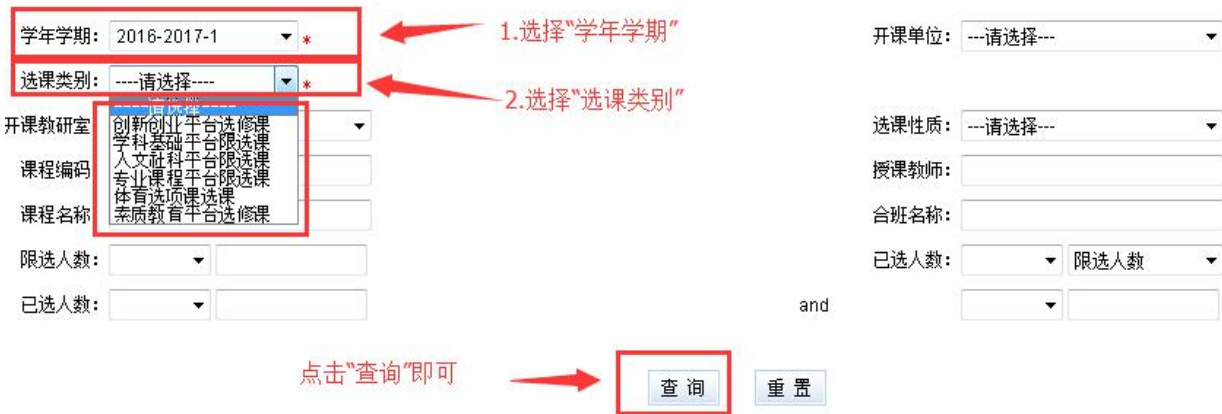 学年学期: 2016-2017-1 * 1.选择“学年学期” 开课单位: ---请选择---
选课类别: ----请选择---- * 2.选择“选课类别”
----请选择----
创新创业平台选修课
学科基础平台限选课
人文社科平台限选课
专业课程平台限选课
体育选项课选课
素质教育平台选修课
开课教研室 选课性质: ---请选择---
课程编码 授课教师:
课程名称 合班名称:
限选人数: 已选人数: 限选人数
已选人数: and
点击“查询”即可 查 询 重 置